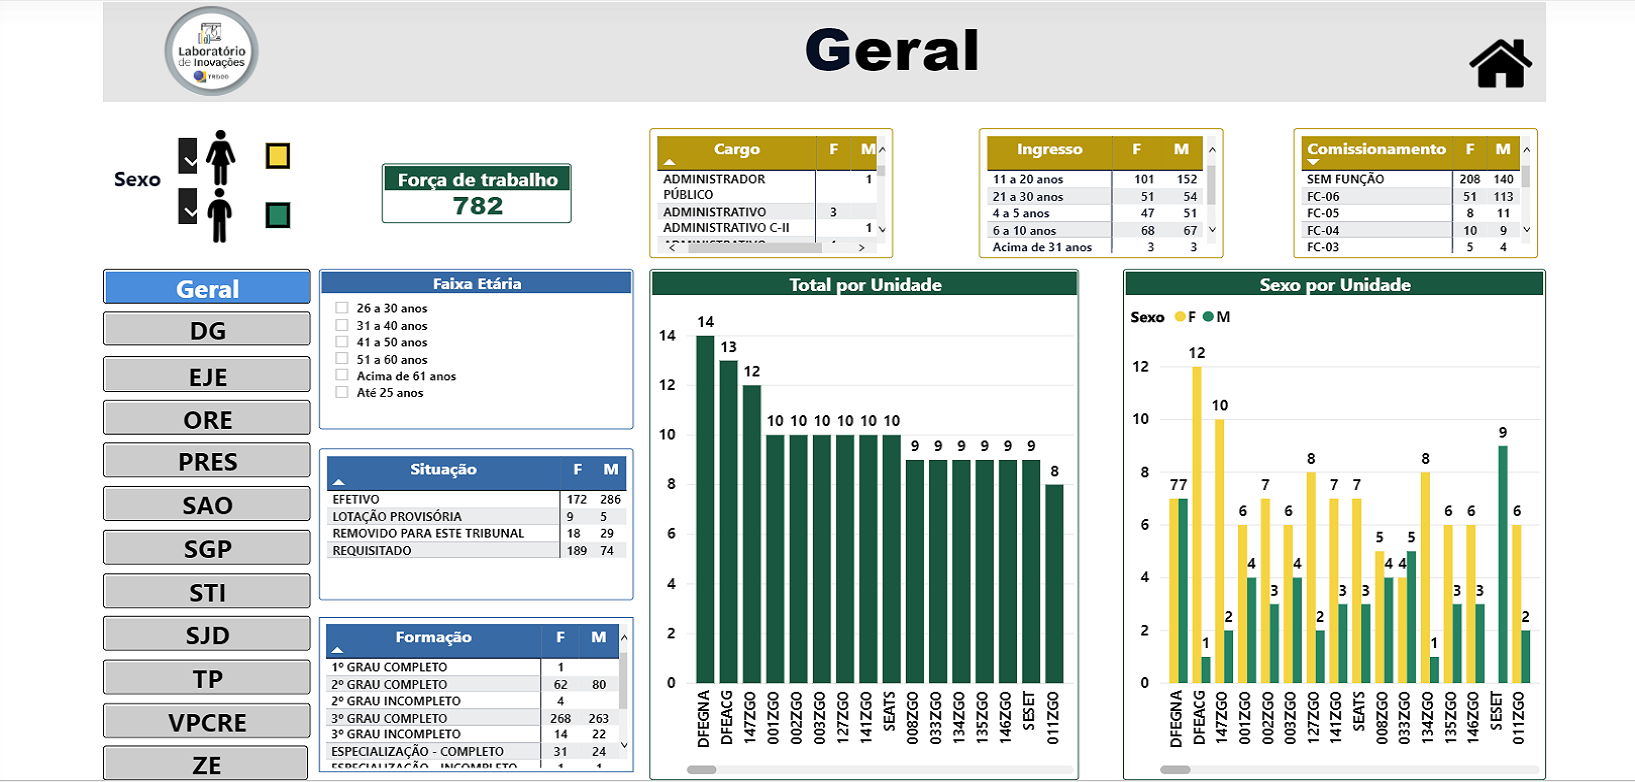 Laboratório
de Inovações
Geral
Sexo
Força de trabalho
782
Cargo F M
ADMINISTRADOR
PÚBLICO 1
ADMINISTRATIVO 3
ADMINISTRATIVO C-II 1
Ingresso F M
11 a 20 anos 101 152
21 a 30 anos 51 54
4 a 5 anos 47 51
6 a 10 anos 68 67
Acima de 31 anos 3 3
Comissionamento F M
SEM FUNÇÃO 208 140
FC-06 51 113
FC-05 8 11
FC-04 10 9
FC-03 5 4
Geral
DG
EJE
ORE
PRES
SAO
SGP
STI
SJD
TP
VPCRE
ZE
Faixa Etária
26 a 30 anos
31 a 40 anos
41 a 50 anos
51 a 60 anos
Acima de 61 anos
Até 25 anos
Situação F M
EFETIVO 172 286
LOTAÇÃO PROVISÓRIA 9 5
REMOVIDO PARA ESTE TRIBUNAL 18 29
REQUISITADO 189 74
Formação F M
1º GRAU COMPLETO 1
2º GRAU COMPLETO 62 80
2º GRAU INCOMPLETO 4
3º GRAU COMPLETO 268 263
3º GRAU INCOMPLETO 14 22
ESPECIALIZAÇÃO - COMPLETO 31 24
ESPECIALIZAÇÃO - INCOMPLETO 1 1
Total por Unidade
14 13 12 10 10 10 10 10 10 9 9 9 9 9 9 8
14
12
10
8
6
4
2
0
DFEGNA DFEACG 147ZGO 001ZGO 002ZGO 003ZGO 127ZGO 141ZGO SEATS 008ZGO 033ZGO 134ZGO 135ZGO 146ZGO SESET 011ZGO
Sexo por Unidade
Sexo F M
12
10
8
6
4
2
0
7 7 12 1 10 2 6 4 7 3 6 4 8 2 7 3 7 3 5 4 4 5 8 1 6 3 6 3 9 6 2
DFEGNA DFEACG 147ZGO 001ZGO 002ZGO 003ZGO 127ZGO 141ZGO SEATS 008ZGO 033ZGO 134ZGO 135ZGO 146ZGO SESET 011ZGO